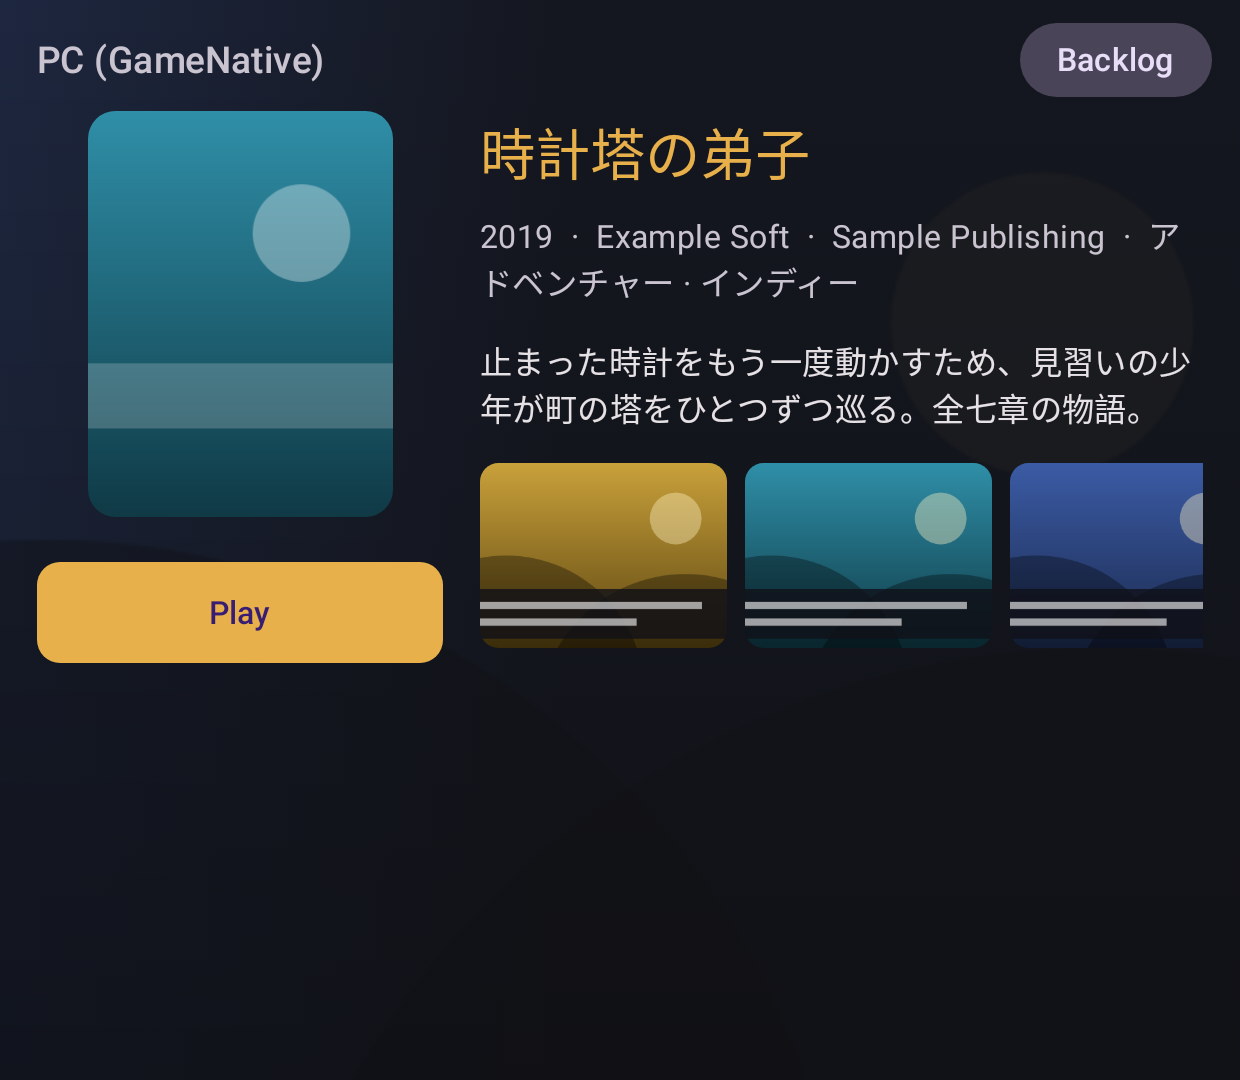 PC (GameNative)
Backlog
時計塔の弟子
2019 · Example Soft · Sample Publishing · ア
ドベンチャー · インディー
止まった時計をもう一度動かすため、見習いの少
年が町の塔をひとつずつ巡る。全七章の物語。
Play